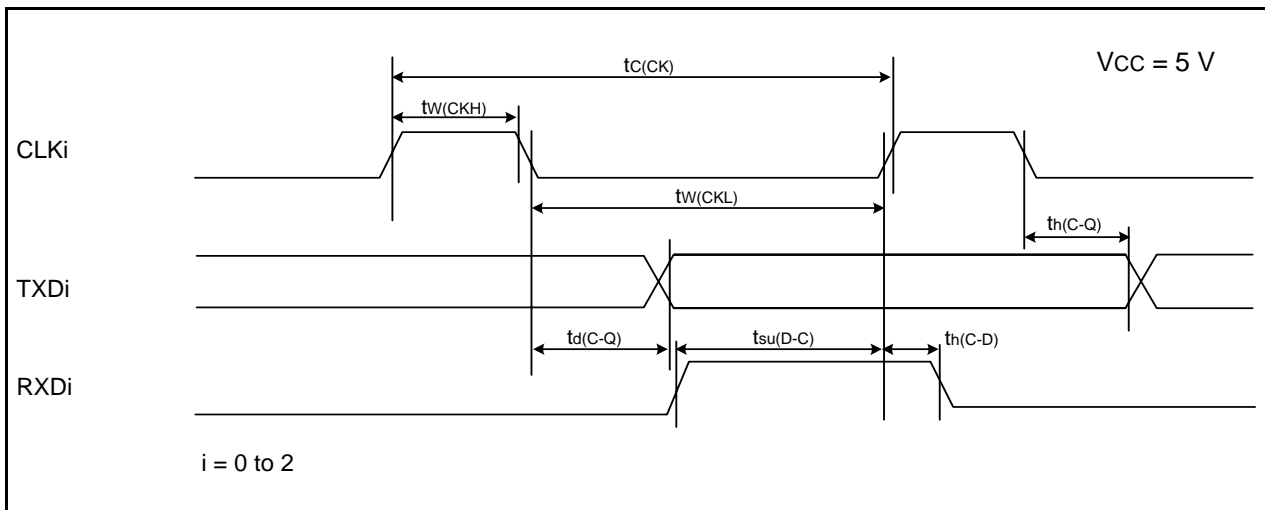 VCC = 5 V
tC(CK)
tW(CKH)
CLKi
tW(CKL)
th(C-Q)
TXDi
td(C-Q)
tsu(D-C)
th(C-D)
RXDi
i = 0 to 2